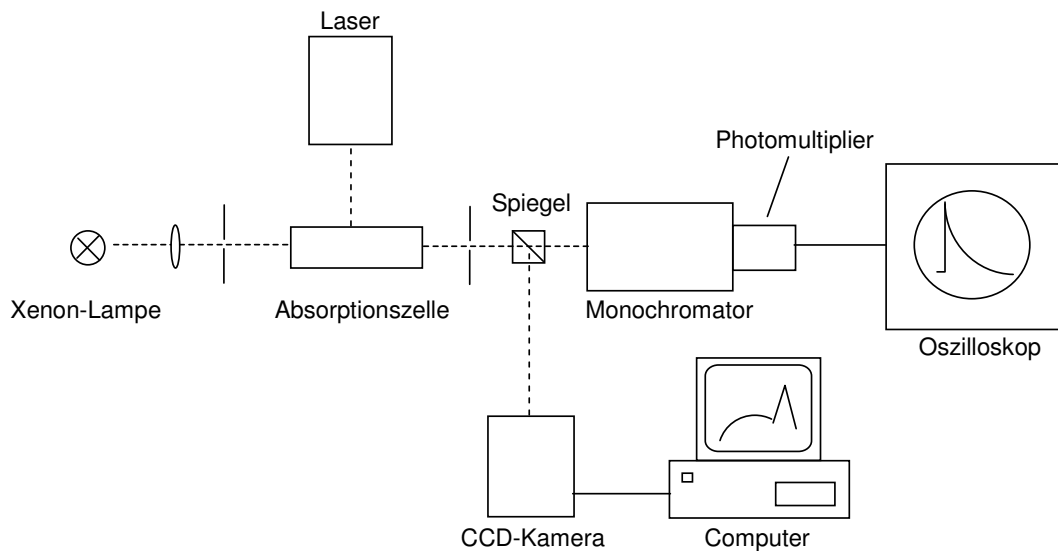 Laser
Photomultiplier
Spiegel
Xenon-Lampe
Absorptionszelle
Monochromator
Oszilloskop
CCD-Kamera
Computer